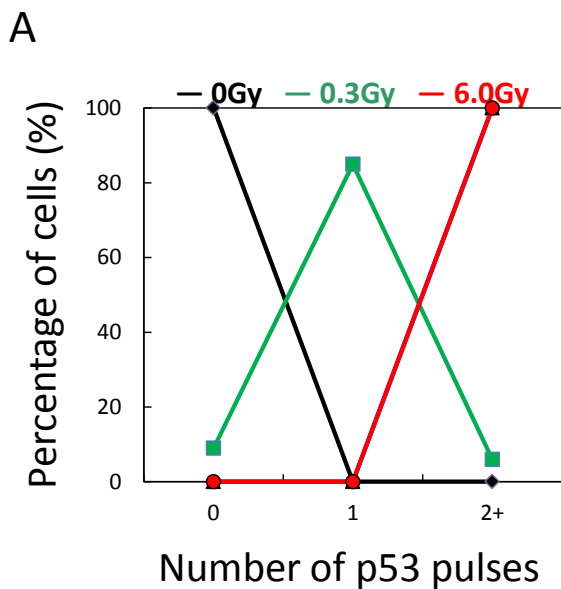 A
— 0Gy — 0.3Gy — 6.0Gy
Percentage of cells (%)
100
80
60
40
20
0
0 1 2+
Number of p53 pulses